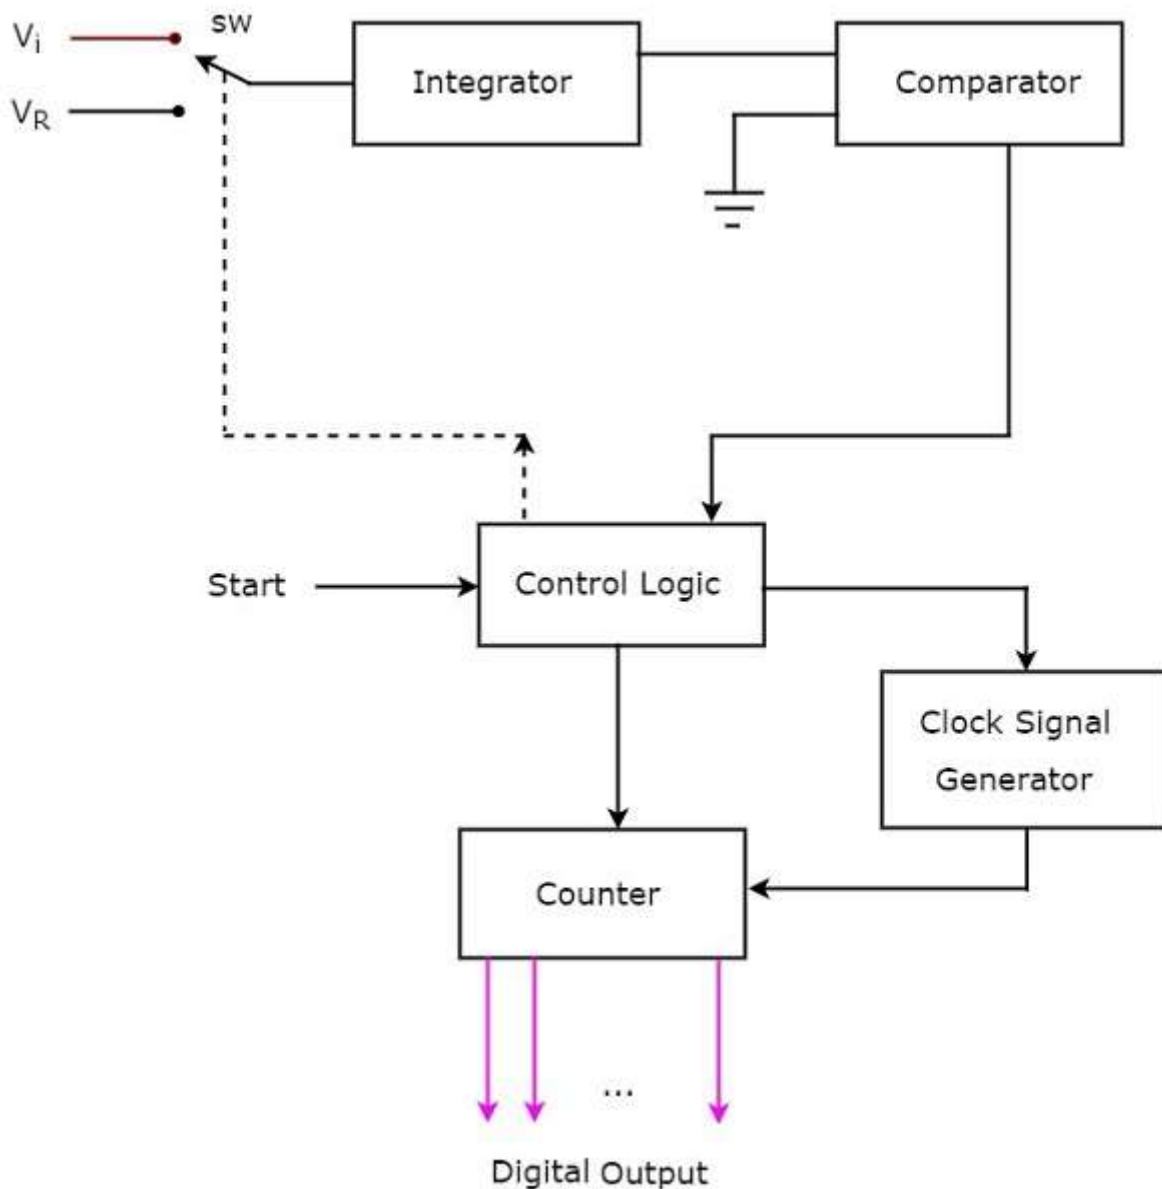 sw
Vi
Integrator
Comparator
VR
Start
Control Logic
Clock Signal
Generator
Counter
...
Digital Output